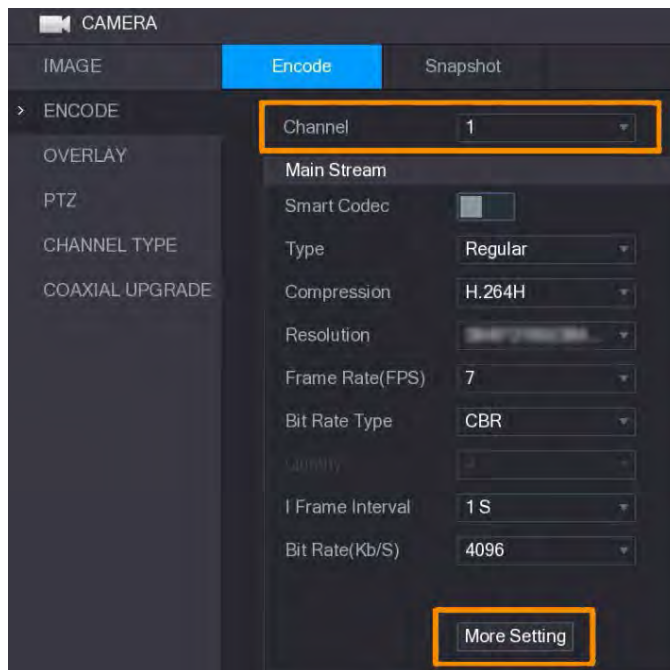 CAMERA
IMAGE
Encode Snapshot
> ENCODE
Channel 1
OVERLAY
Main Stream
PTZ
Smart Codec
CHANNEL TYPE
Type Regular
COAXIAL UPGRADE
Compression H.264H
Resolution
Frame Rate(FPS) 7
Bit Rate Type CBR
Quality
I Frame Interval 1 S
Bit Rate(Kb/S) 4096
More Setting